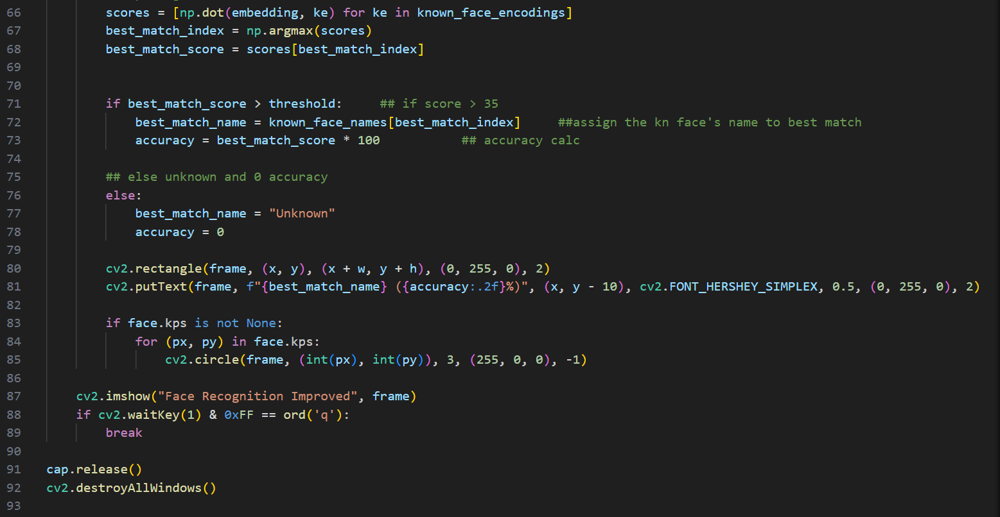 66 scores = [np.dot(embedding, ke) for ke in known_face_encodings]
67 best_match_index = np.argmax(scores)
68 best_match_score = scores[best_match_index]
69
70
71 if best_match_score > threshold:     ## if score > 35
72     best_match_name = known_face_names[best_match_index]     ##assign the kn face's name to best match
73     accuracy = best_match_score * 100           ## accuracy calc
74
75 ## else unknown and 0 accuracy
76 else:
77     best_match_name = "Unknown"
78     accuracy = 0
79
80 cv2.rectangle(frame, (x, y), (x + w, y + h), (0, 255, 0), 2)
81 cv2.putText(frame, f"{best_match_name} ({accuracy:.2f}%)", (x, y - 10), cv2.FONT_HERSHEY_SIMPLEX, 0.5, (0, 255, 0), 2)
82
83 if face.kps is not None:
84     for (px, py) in face.kps:
85         cv2.circle(frame, (int(px), int(py)), 3, (255, 0, 0), -1)
86
87 cv2.imshow("Face Recognition Improved", frame)
88 if cv2.waitKey(1) & 0xFF == ord('q'):
89     break
90
91 cap.release()
92 cv2.destroyAllWindows()
93